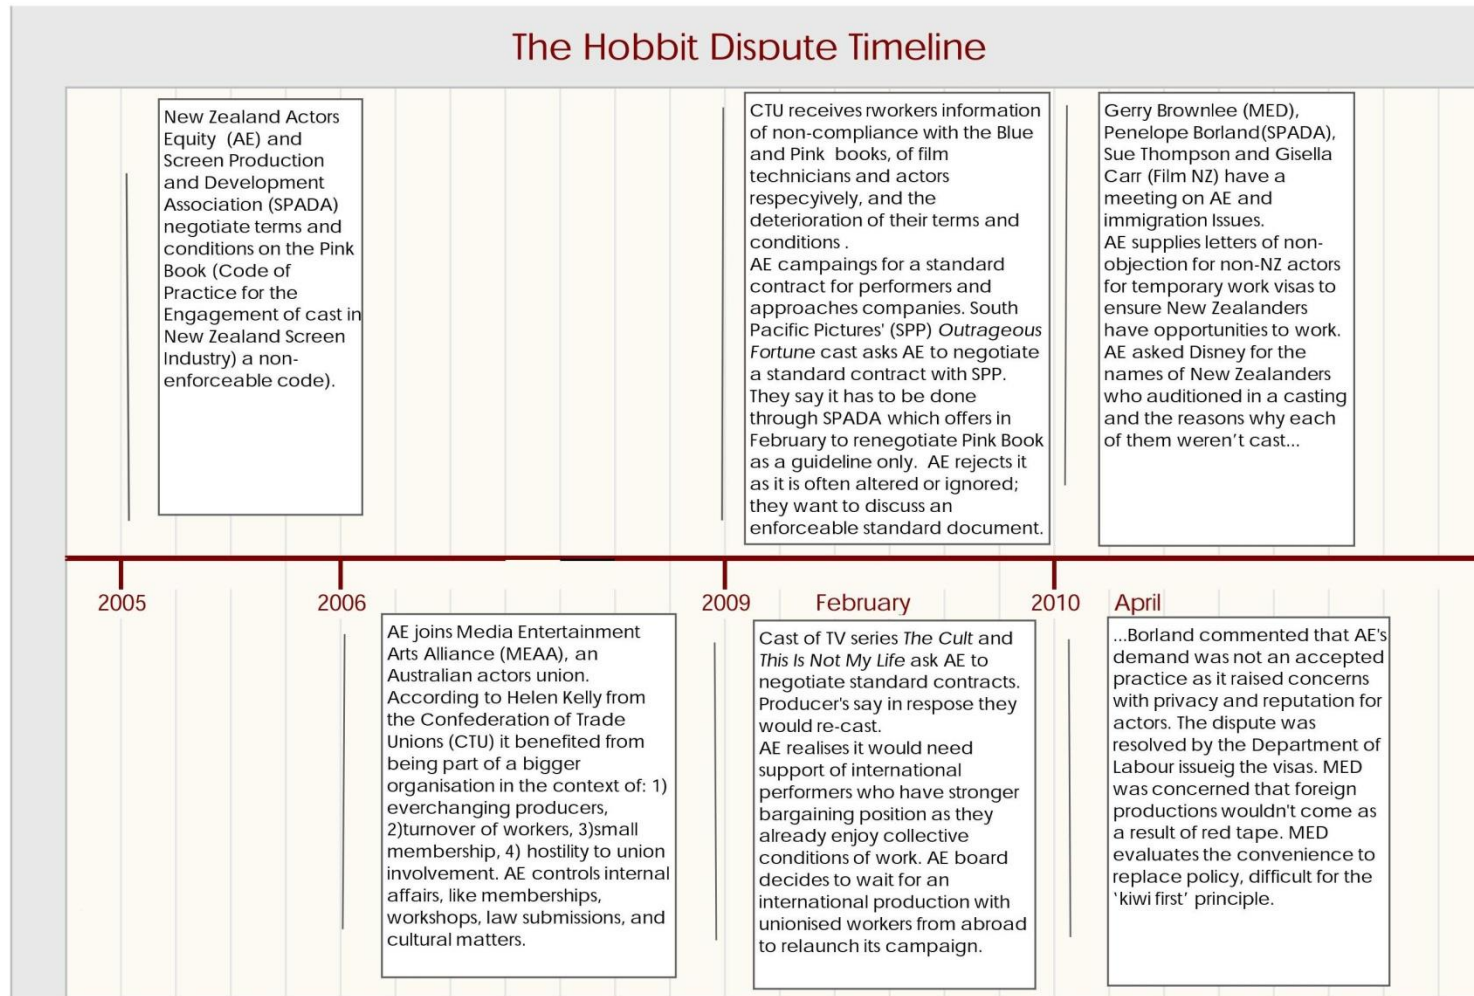 The Hobbit Dispute Timeline
New Zealand Actors
Equity (AE) and
Screen Production
and Development
Association (SPADA)
negotiate terms and
conditions on the Pink
Book (Code of
Practice for the
Engagement of cast in
New Zealand Screen
Industry) a non-
enforceable code).
CTU receives rworkers information
of non-compliance with the Blue
and Pink books, of film
technicians and actors
respecyively, and the
deterioration of their terms and
conditions .
AE campaings for a standard
contract for performers and
approaches companies. South
Pacific Pictures' (SPP) Outrageous
Fortune cast asks AE to negotiate
a standard contract with SPP.
They say it has to be done
through SPADA which offers in
February to renegotiate Pink Book
as a guideline only. AE rejects it
as it is often altered or ignored;
they want to discuss an
enforceable standard document.
Gerry Brownlee (MED),
Penelope Borland(SPADA),
Sue Thompson and Gisella
Carr (Film NZ) have a
meeting on AE and
immigration Issues.
AE supplies letters of non-
objection for non-NZ actors
for temporary work visas to
ensure New Zealanders
have opportunities to work.
AE asked Disney for the
names of New Zealanders
who auditioned in a casting
and the reasons why each
of them weren't cast...
2005 2006 2009 February 2010 April
AE joins Media Entertainment
Arts Alliance (MEAA), an
Australian actors union.
According to Helen Kelly from
the Confederation of Trade
Unions (CTU) it benefited from
being part of a bigger
organisation in the context of: 1)
everchanging producers,
2)turnover of workers, 3)small
membership, 4) hostility to union
involvement. AE controls internal
affairs, like memberships,
workshops, law submissions, and
cultural matters.
Cast of TV series The Cult and
This Is Not My Life ask AE to
negotiate standard contracts.
Producer's say in respose they
would re-cast.
AE realises it would need
support of international
performers who have stronger
bargaining position as they
already enjoy collective
conditions of work. AE board
decides to wait for an
international production with
unionised workers from abroad
to relaunch its campaign.
...Borland commented that AE's
demand was not an accepted
practice as it raised concerns
with privacy and reputation for
actors. The dispute was
resolved by the Department of
Labour issueig the visas. MED
was concerned that foreign
productions wouldn't come as
a result of red tape. MED
evaluates the convenience to
replace policy, difficult for the
‘kiwi first’ principle.